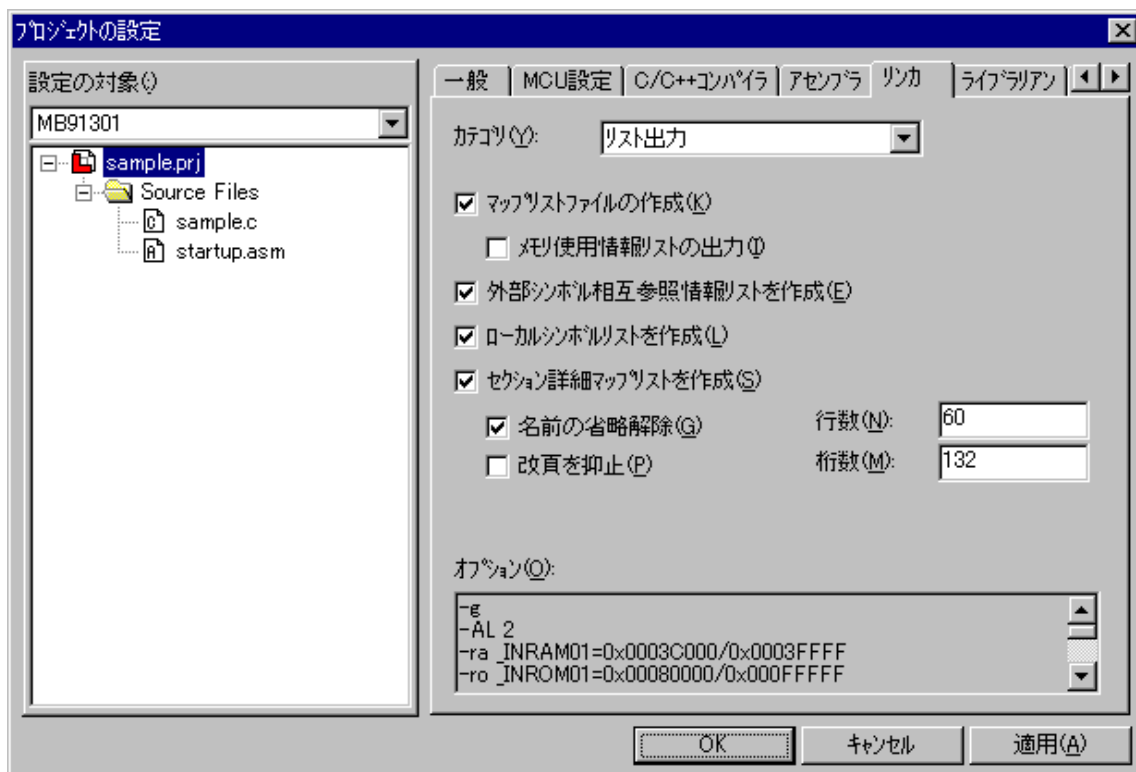 ﾌﾟﾛｼﾞｪｸﾄの設定
設定の対象(:)
MB91301
sample.prj
Source Files
sample.c
startup.asm
一般 MCU設定 C/C++ｺﾝﾊﾟｲﾗ ｱｾﾝﾌﾞﾗ ﾘﾝｶ ﾗｲﾌﾞﾗﾘｱﾝ
ｶﾃｺﾞﾘ(Y): ﾘｽﾄ出力
ﾏｯﾌﾟﾘｽﾄﾌｧｲﾙの作成(K)
ﾒﾓﾘ使用情報ﾘｽﾄの出力(I)
外部ｼﾝﾎﾞﾙ相互参照情報ﾘｽﾄを作成(E)
ﾛｰｶﾙｼﾝﾎﾞﾙﾘｽﾄを作成(L)
ｾｸｼｮﾝ詳細ﾏｯﾌﾟﾘｽﾄを作成(S)
名前の省略解除(G) 行数(N): 60
改頁を抑止(P) 桁数(M): 132
ｵﾌﾟｼｮﾝ(O):
-g
-AL 2
-ra _INRAM01=0x0003C000/0x0003FFFF
-ro _INROM01=0x00080000/0x000FFFFF
OK ｷｬﾝｾﾙ 適用(A)